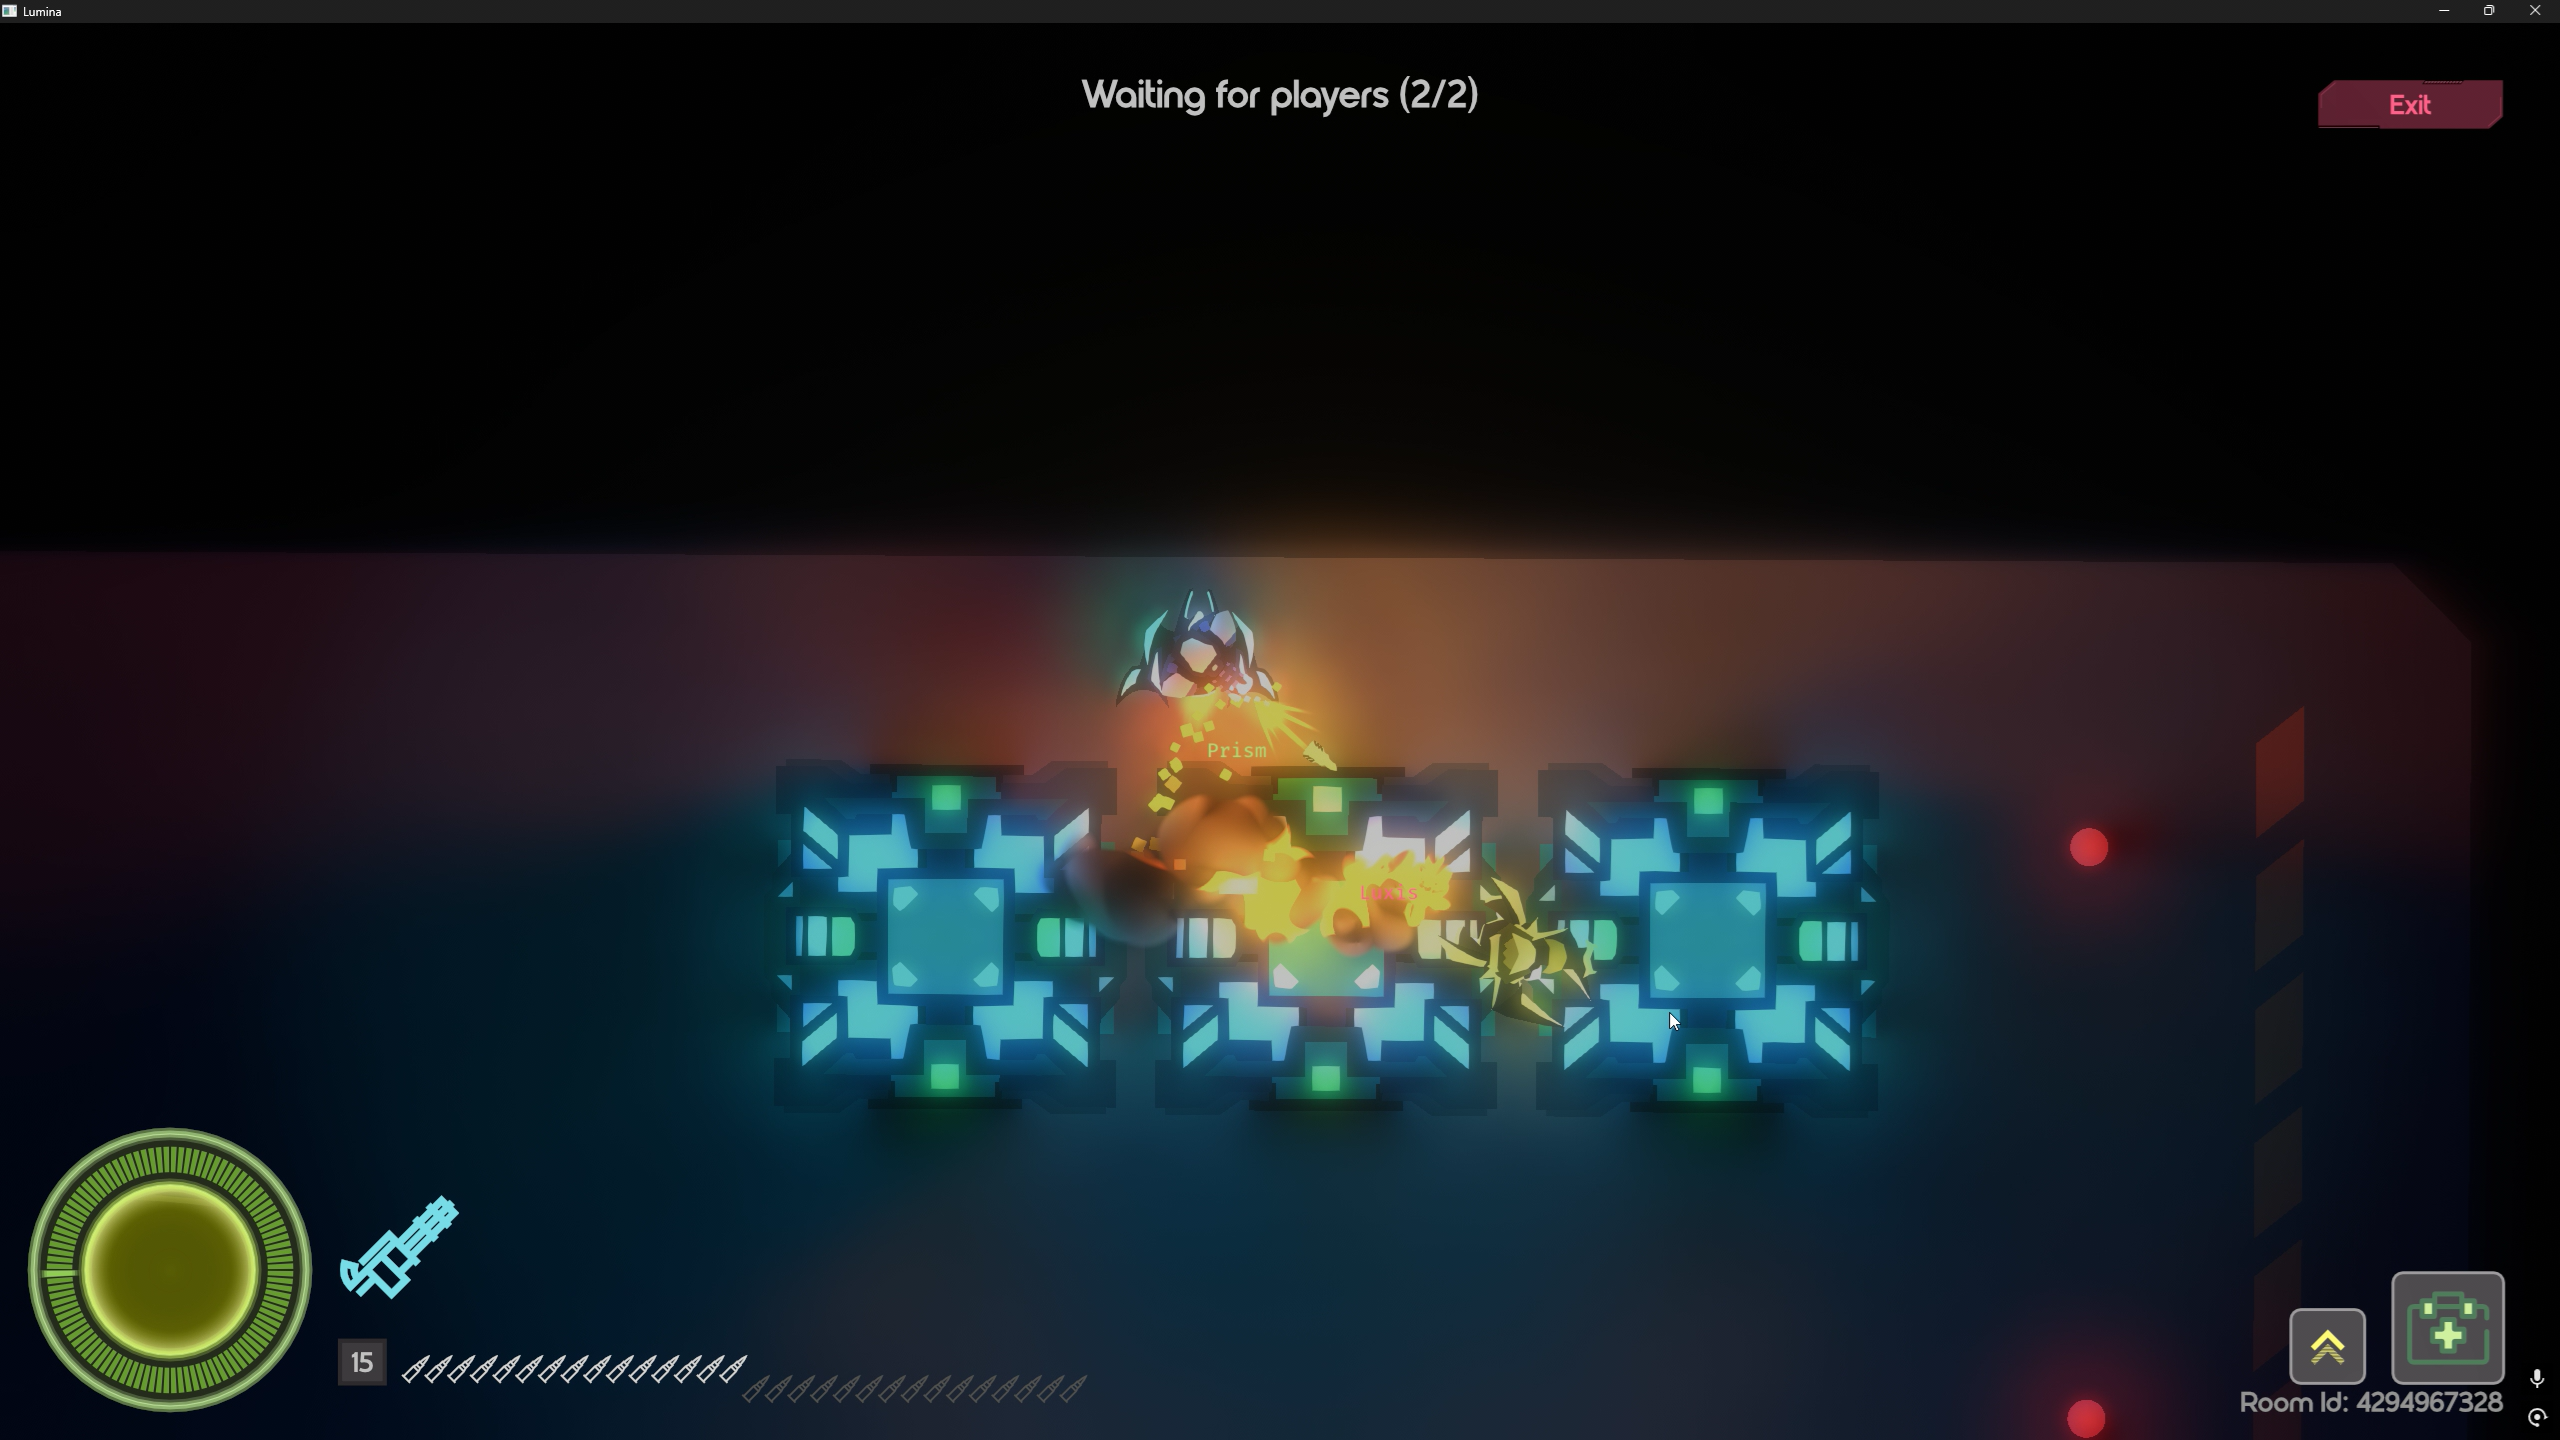 Lumina
Waiting for players (2/2)
Exit
Prism
15
Room Id: 4294967328